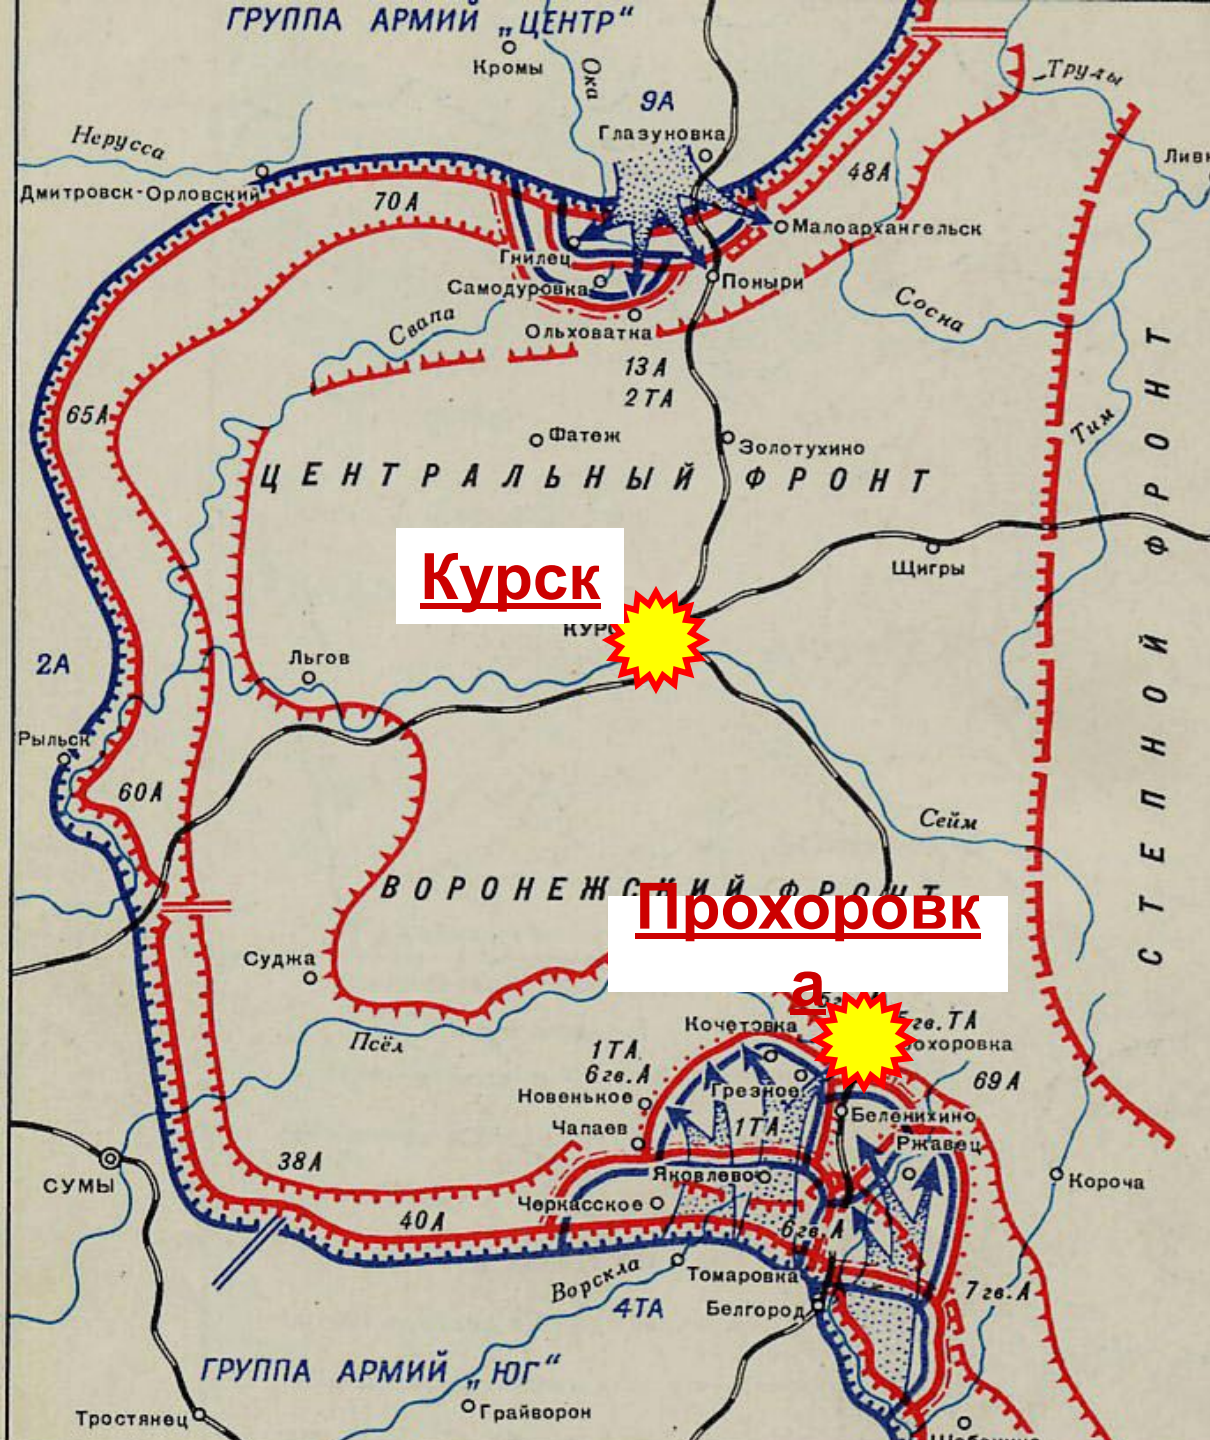 ГРУППА АРМИЙ „ЦЕНТР“
Кромы
Ока
9А
Труды
Нерусса
Глазуновка
Дмитровск-Орловский
70А
48А
Малоархангельск
Гнилец
Самодуровка
Поныри
Свапа
Ольховатка
Сосна
13А
2ТА
65А
Фатеж
Золотухино
Тим
ЦЕНТРАЛЬНЫЙ ФРОНТ
СТЕПНОЙ ФРОНТ
Курск
Щигры
2А
Льгов
Рыльск
60А
Сейм
ВОРОНЕЖСКИЙ ФРОНТ
Прохоровк
а
Суджа
Псёл
Кочетовка
5гв.ТА
1ТА
6гв.А
69А
Новенькое
Грезное
Чапаев
1ТА
Беленихино
Ржавец
38А
Яковлево
СУМЫ
Короча
Черкасское
40А
6гв.А
Ворскла
Томаровка
7гв.А
4ТА
Белгород
ГРУППА АРМИЙ „ЮГ“
Тростянец
Грайворон